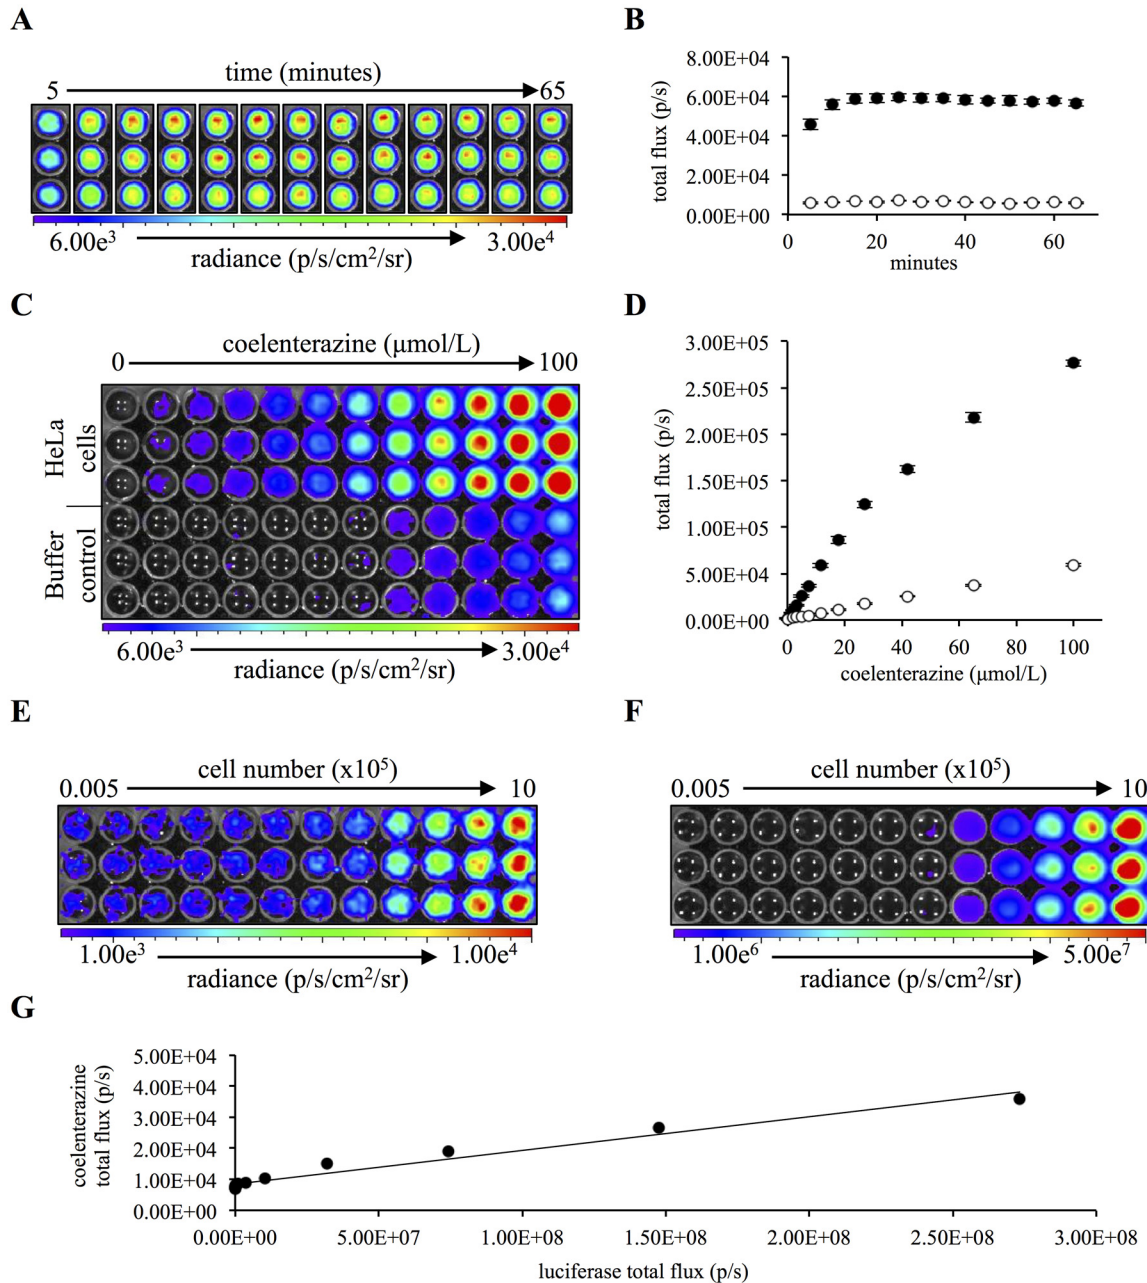 A
time (minutes)
5
65
6.00e³
3.00e⁴
radiance (p/s/cm²/sr)
B
8.00E+04
6.00E+04
4.00E+04
2.00E+04
0.00E+00
total flux (p/s)
0
20
40
60
minutes
C
coelenterazine (μmol/L)
0
100
HeLa
cells
Buffer
control
6.00e³
3.00e⁴
radiance (p/s/cm²/sr)
D
3.00E+05
2.50E+05
2.00E+05
1.50E+05
1.00E+05
5.00E+04
0.00E+00
total flux (p/s)
0
20
40
60
80
100
coelenterazine (μmol/L)
E
cell number (x10⁵)
0.005
10
1.00e³
1.00e⁴
radiance (p/s/cm²/sr)
F
cell number (x10⁵)
0.005
10
1.00e⁶
5.00e⁷
radiance (p/s/cm²/sr)
G
coelenterazine
total flux (p/s)
5.00E+04
4.00E+04
3.00E+04
2.00E+04
1.00E+04
0.00E+00
0.00E+00
5.00E+07
1.00E+08
1.50E+08
2.00E+08
2.50E+08
3.00E+08
luciferase total flux (p/s)